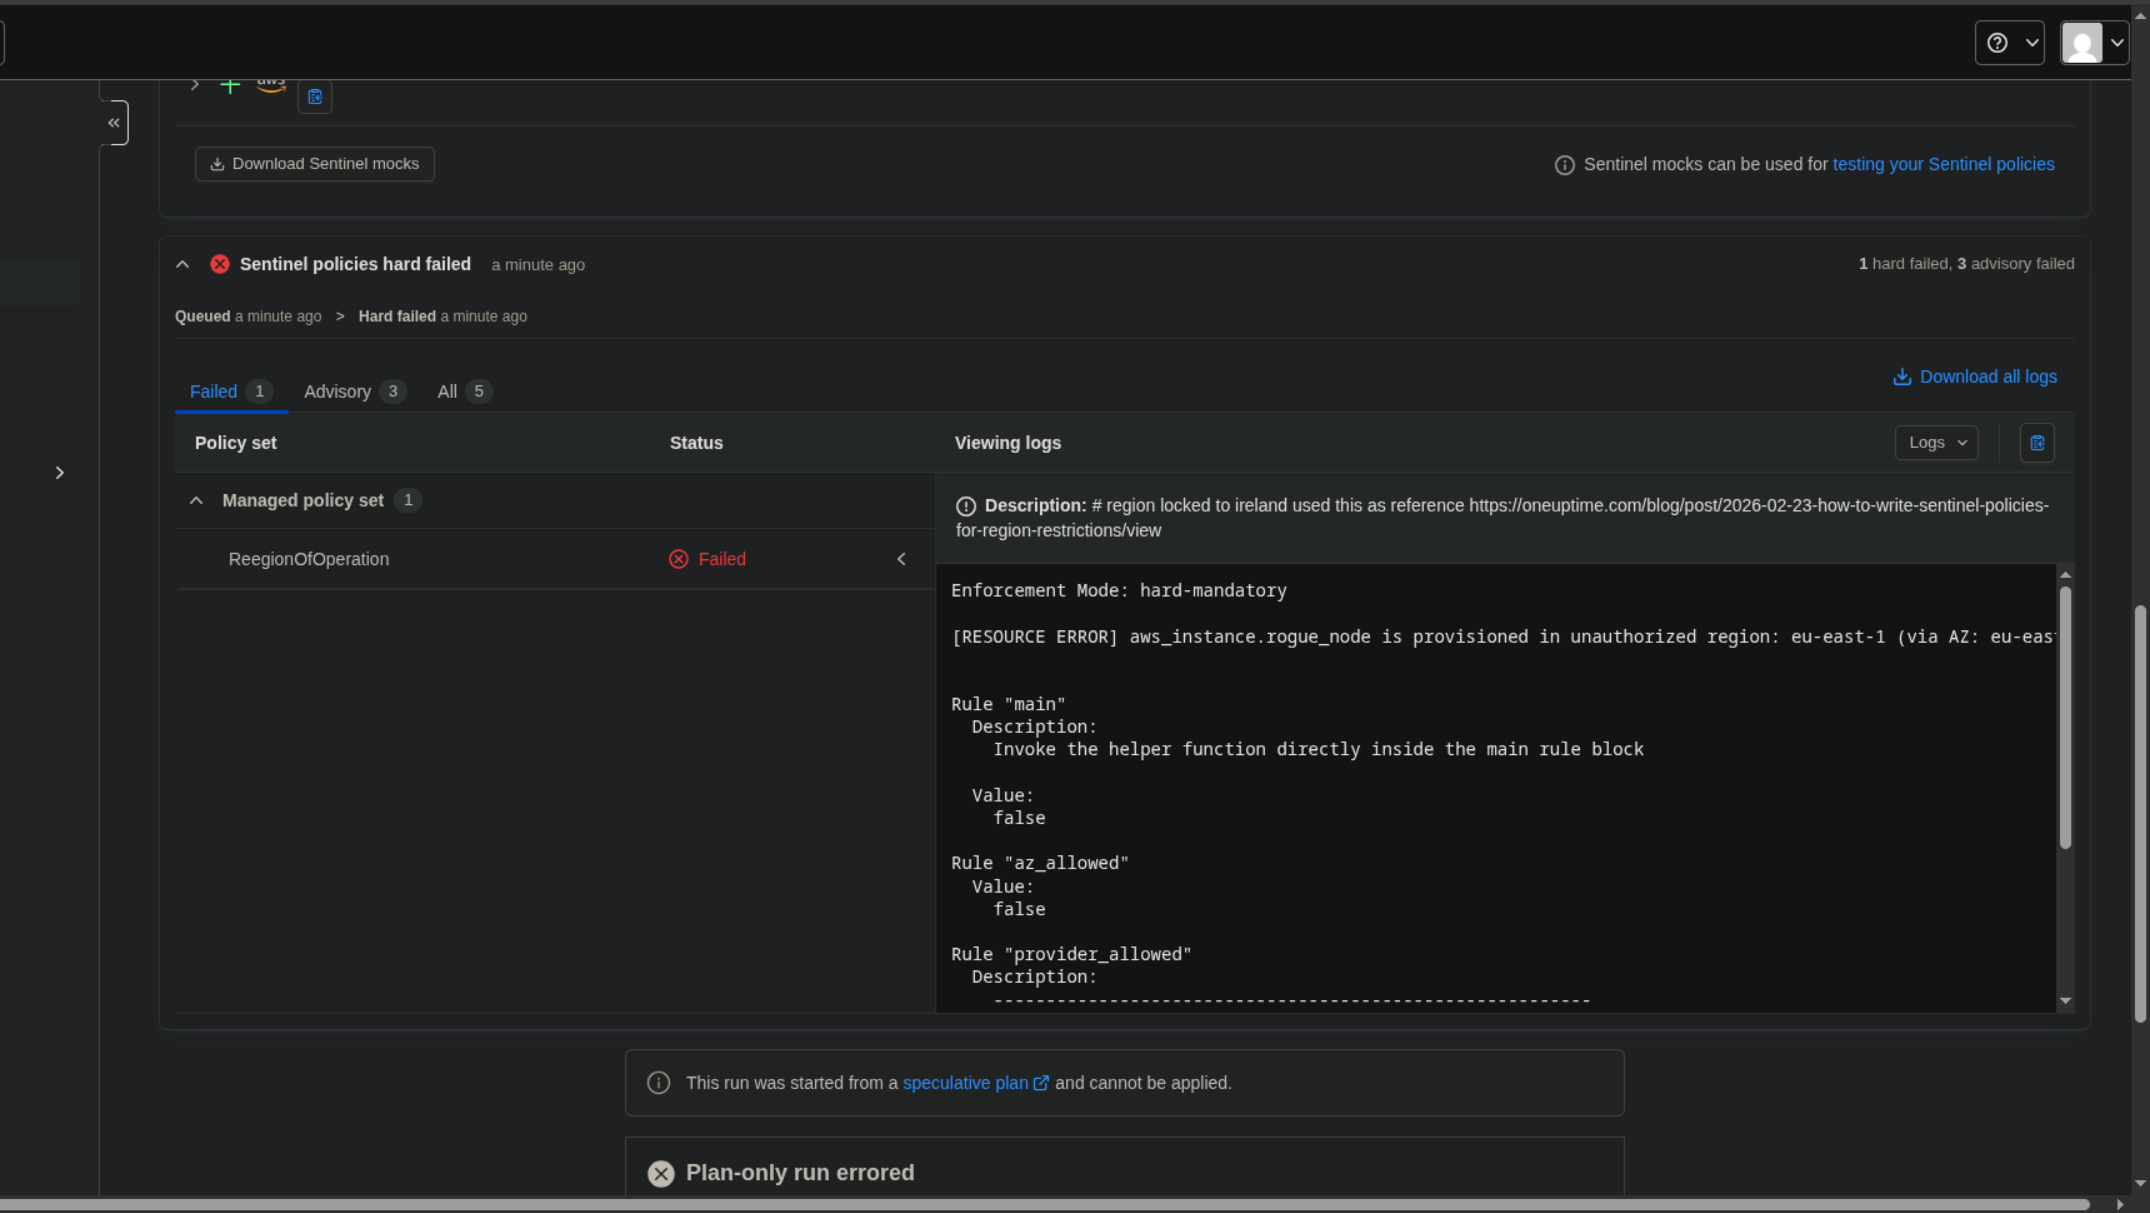 aws
Download Sentinel mocks
Sentinel mocks can be used for testing your Sentinel policies
Sentinel policies hard failed a minute ago
1 hard failed, 3 advisory failed
Queued a minute ago > Hard failed a minute ago
Failed 1 Advisory 3 All 5
Download all logs
Policy set Status Viewing logs Logs
Managed policy set 1
ReegionOfOperation Failed
Description: # region locked to ireland used this as reference https://oneuptime.com/blog/post/2026-02-23-how-to-write-sentinel-policies-
for-region-restrictions/view
Enforcement Mode: hard-mandatory
[RESOURCE ERROR] aws_instance.rogue_node is provisioned in unauthorized region: eu-east-1 (via AZ: eu-east
Rule "main"
Description:
Invoke the helper function directly inside the main rule block
Value:
false
Rule "az_allowed"
Value:
false
Rule "provider_allowed"
Description:
---------------------------------------------------------
This run was started from a speculative plan and cannot be applied.
Plan-only run errored